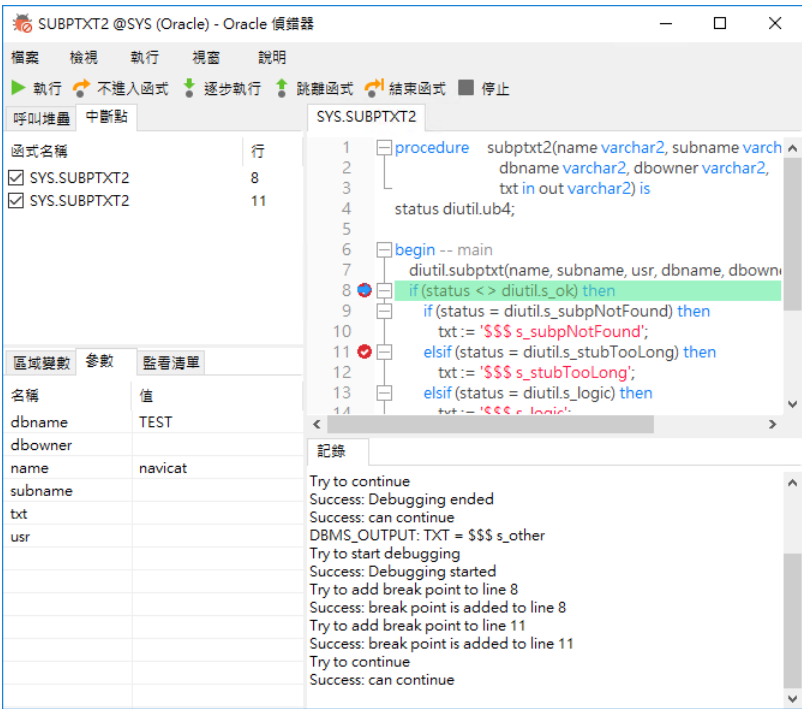 SUBPTXT2 @SYS (Oracle) - Oracle 偵錯器
檔案 檢視 執行 視窗 說明
執行 不進入函式 逐步執行 跳離函式 結束函式 停止
呼叫堆疊 中斷點
函式名稱 行
SYS.SUBPTXT2 8
SYS.SUBPTXT2 11
區域變數 參數 監看清單
名稱 值
dbname TEST
dbowner
name navicat
subname
txt
usr
SYS.SUBPTXT2
1 procedure subptxt2(name varchar2, subname varch
2 dbname varchar2, dbowner varchar2,
3 txt in out varchar2) is
4 status diutil.ub4;
5
6 begin -- main
7 diutil.subptxt(name, subname, usr, dbname, dbown
8 if (status <> diutil.s_ok) then
9 if (status = diutil.s_subpNotFound) then
10 txt := '$$$ s_subpNotFound';
11 elsif (status = diutil.s_stubTooLong) then
12 txt := '$$$ s_stubTooLong';
13 elsif (status = diutil.s_logic) then
14 txt := '$$$ s_logic';
記錄
Try to continue
Success: Debugging ended
Success: can continue
DBMS_OUTPUT: TXT = $$$ s_other
Try to start debugging
Success: Debugging started
Try to add break point to line 8
Success: break point is added to line 8
Try to add break point to line 11
Success: break point is added to line 11
Try to continue
Success: can continue